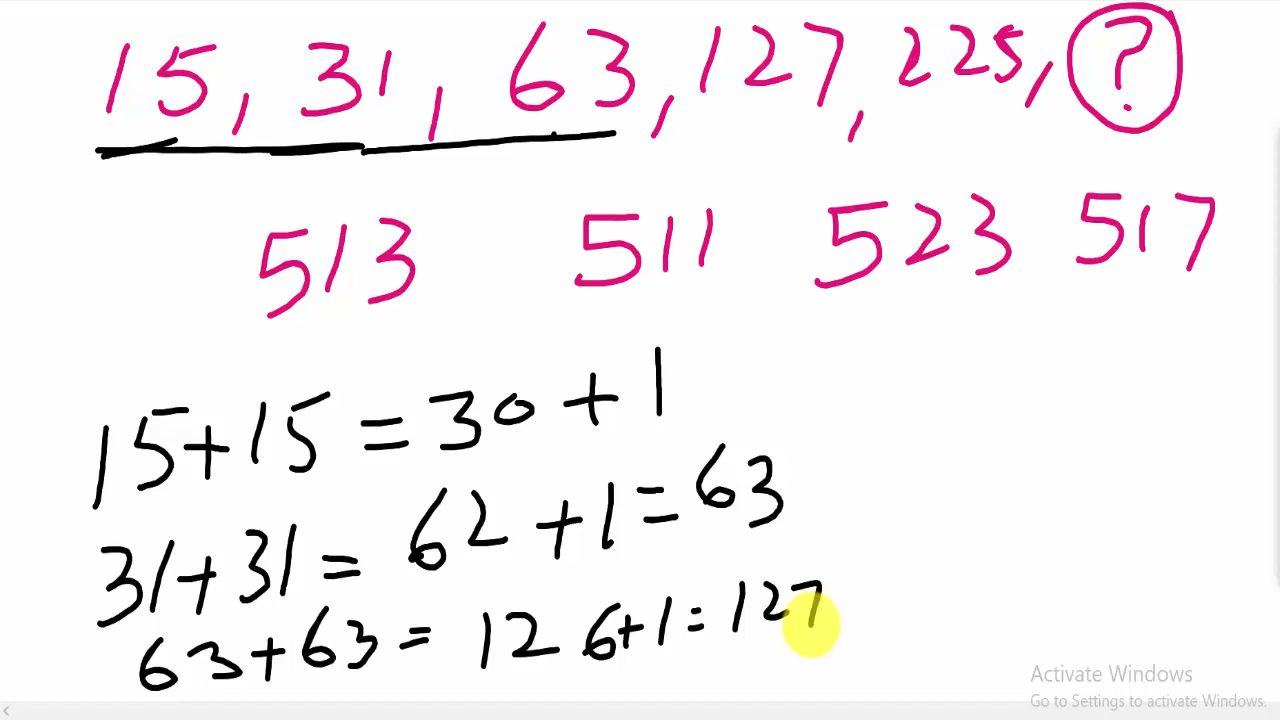 15, 31, 63, 127, 225, ?
513 511 523 517
15+15 = 30 + 1
31+31 = 62 + 1 = 63
63+63 = 126+1 = 127
Activate Windows
Go to Settings to activate Windows.